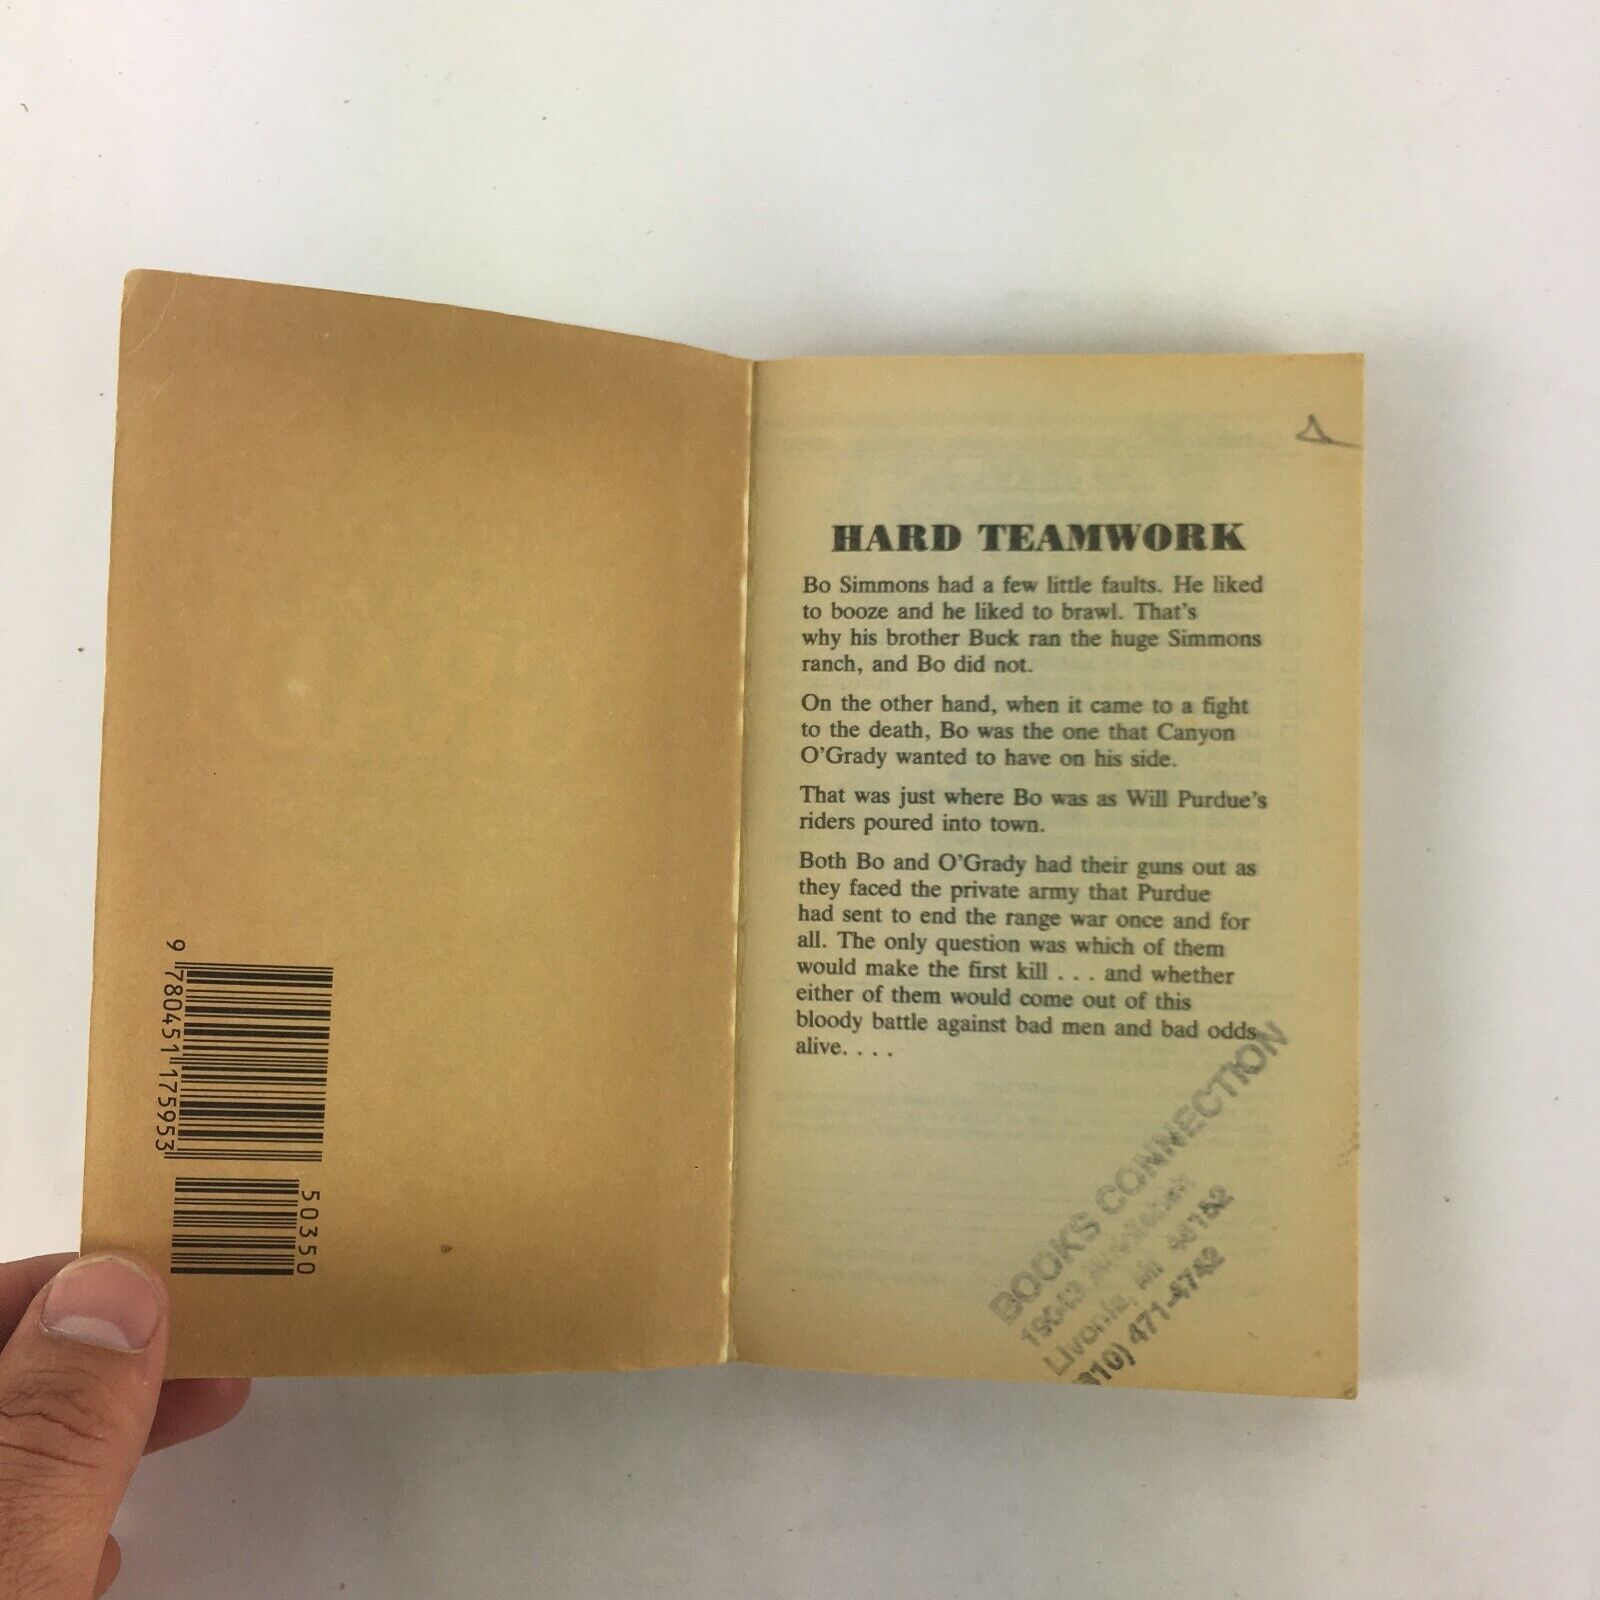 9 780451 175953
50350
HARD TEAMWORK
Bo Simmons had a few little faults. He liked
to booze and he liked to brawl. That's
why his brother Buck ran the huge Simmons
ranch, and Bo did not.
On the other hand, when it came to a fight
to the death, Bo was the one that Canyon
O'Grady wanted to have on his side.
That was just where Bo was as Will Purdue's
riders poured into town.
Both Bo and O'Grady had their guns out as
they faced the private army that Purdue
had sent to end the range war once and for
all. The only question was which of them
would make the first kill . . . and whether
either of them would come out of this
bloody battle against bad men and bad odds
alive. . . .
BOOKS CONNECTION
Livonia, MI 48152
810) 471-4742